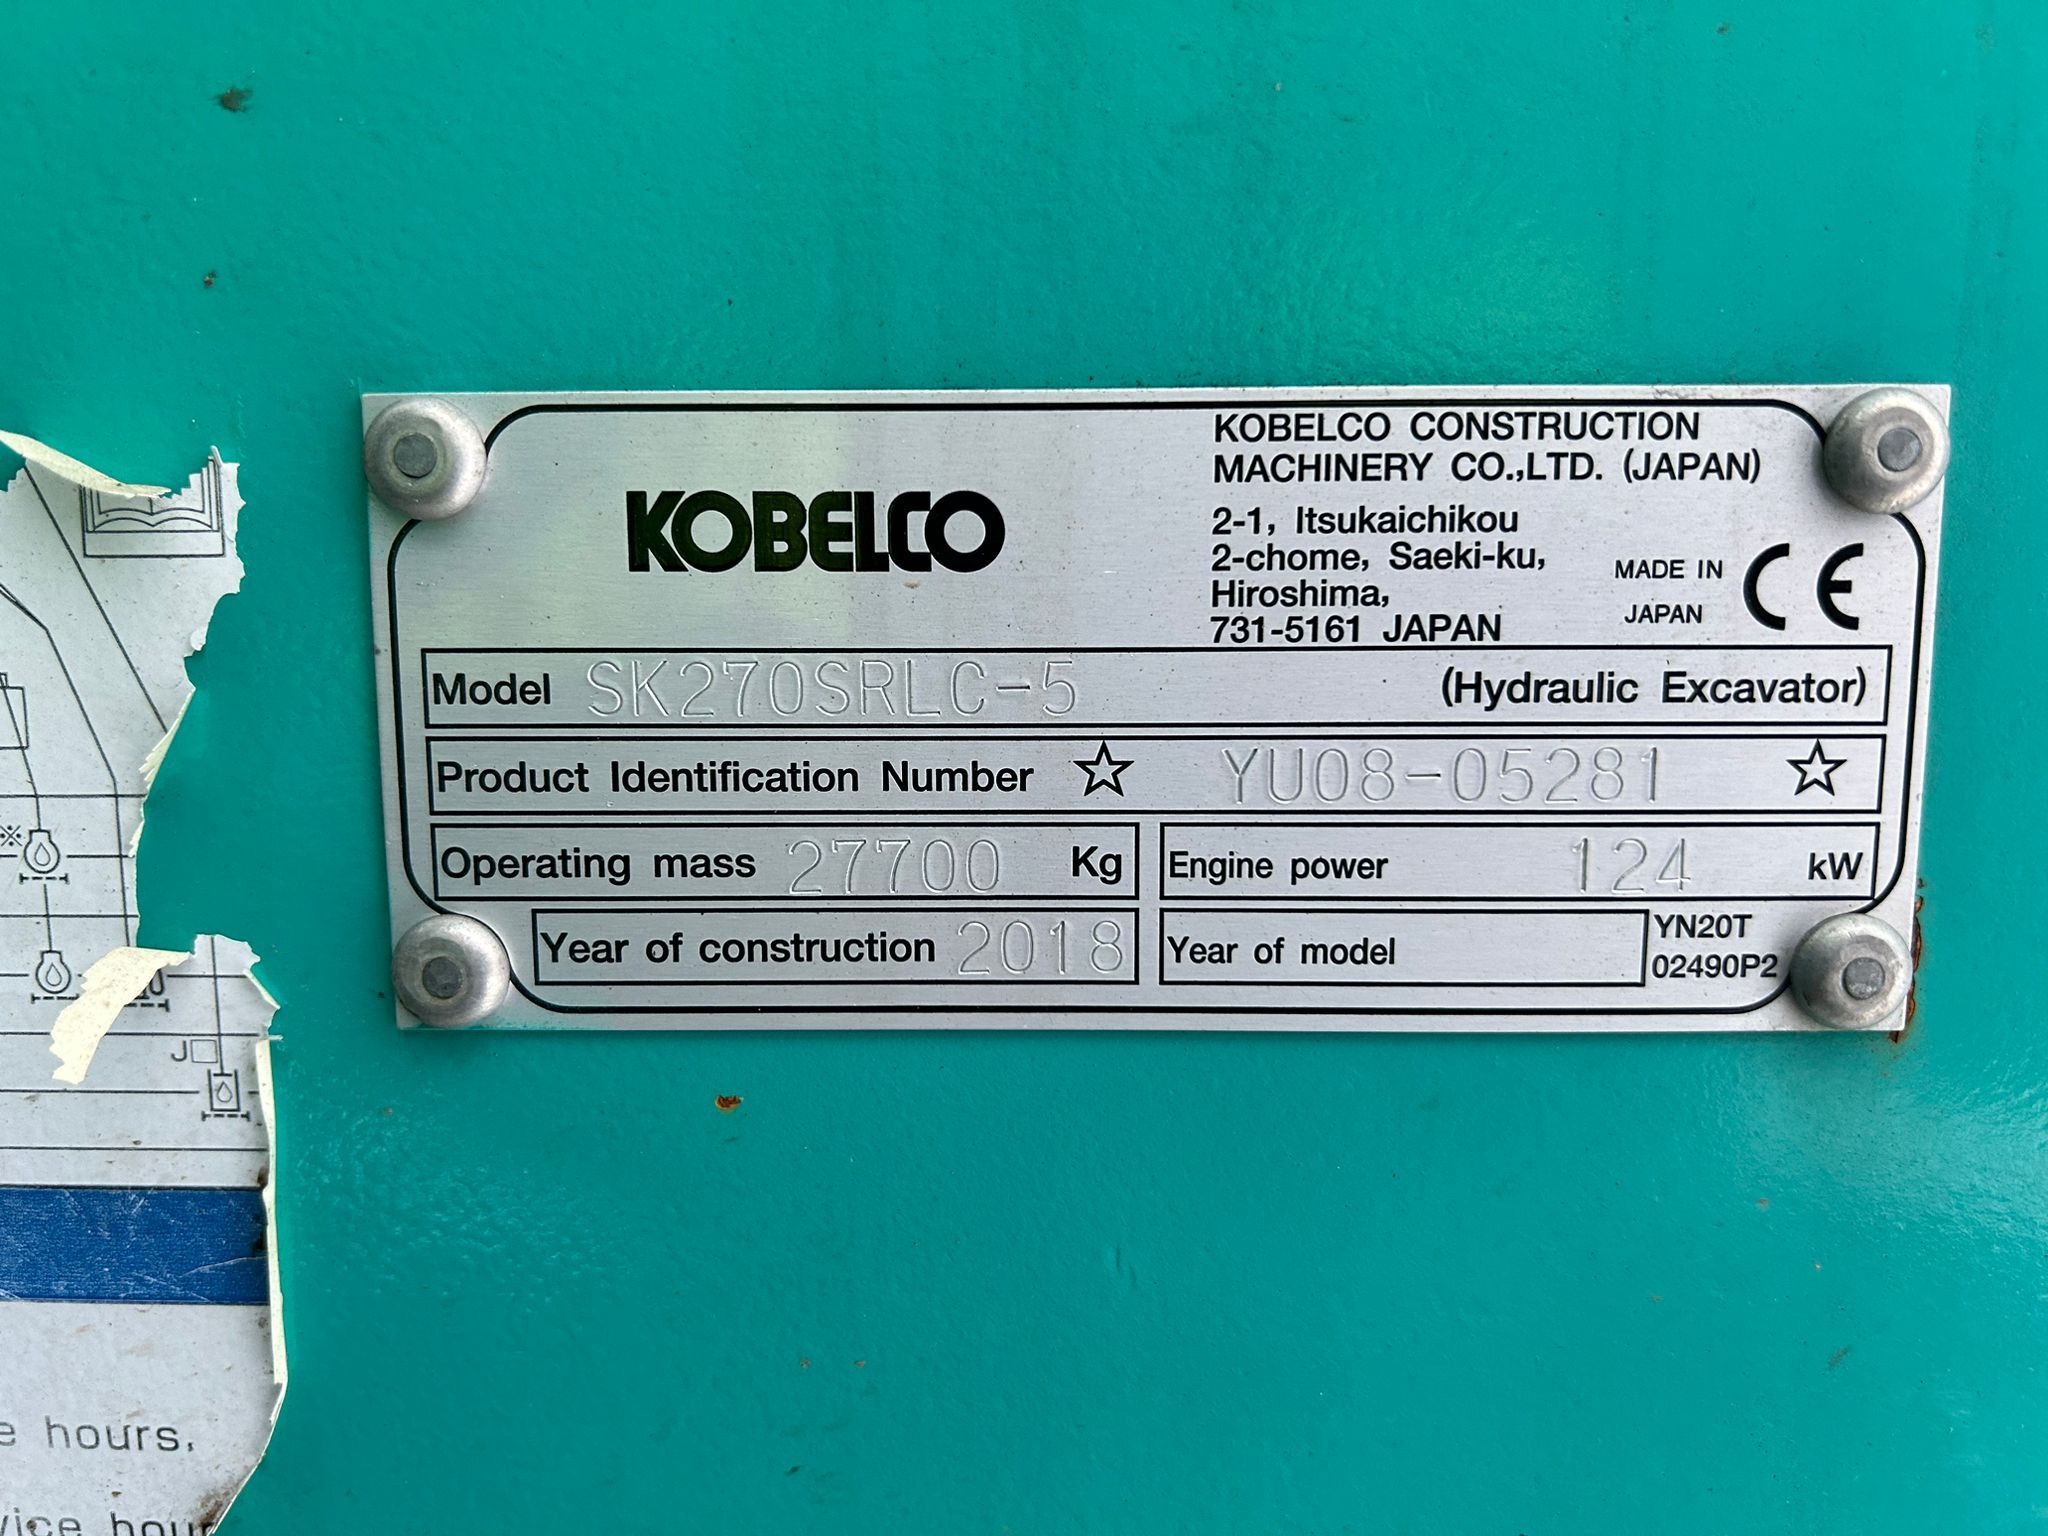 KOBELCO
KOBELCO CONSTRUCTION
MACHINERY CO.,LTD. (JAPAN)
2-1, Itsukaichikou
2-chome, Saeki-ku,
Hiroshima,
731-5161 JAPAN
MADE IN
JAPAN
CE
Model SK270SRLC-5 (Hydraulic Excavator)
Product Identification Number ☆ YU08-05281 ☆
Operating mass 27700 Kg
Engine power 124 kW
Year of construction 2018
Year of model
YN20T
02490P2
※
J
hours,